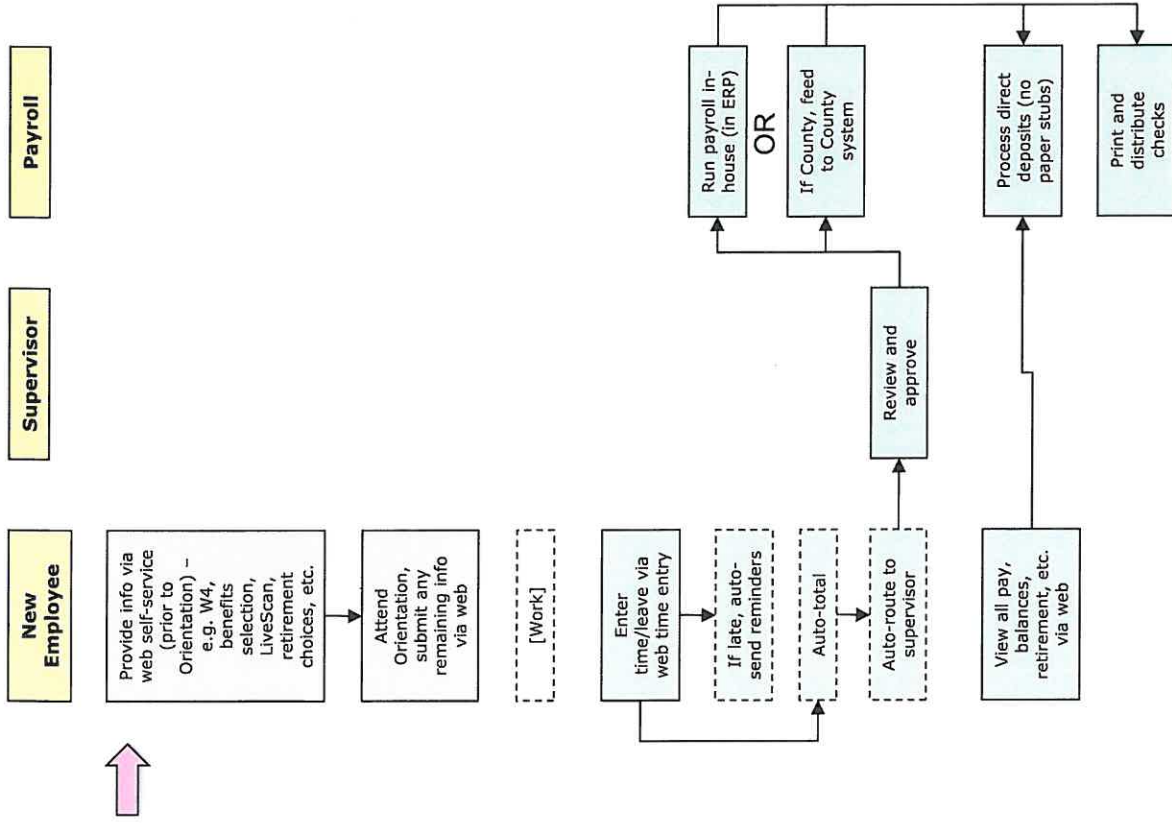 New
Employee
Supervisor
Payroll
Provide info via
web self-service
(prior to
Orientation) –
e.g. W4,
benefits
selection,
LiveScan,
retirement
choices, etc.
Attend
Orientation,
submit any
remaining info
via web
[Work]
Enter
time/leave via
web time entry
If late, auto-
send reminders
Auto-total
Auto-route to
supervisor
Review and
approve
Run payroll in-
house (in ERP)
OR
If County, feed
to County
system
View all pay,
balances,
retirement, etc.
via web
Process direct
deposits (no
paper stubs)
Print and
distribute
checks